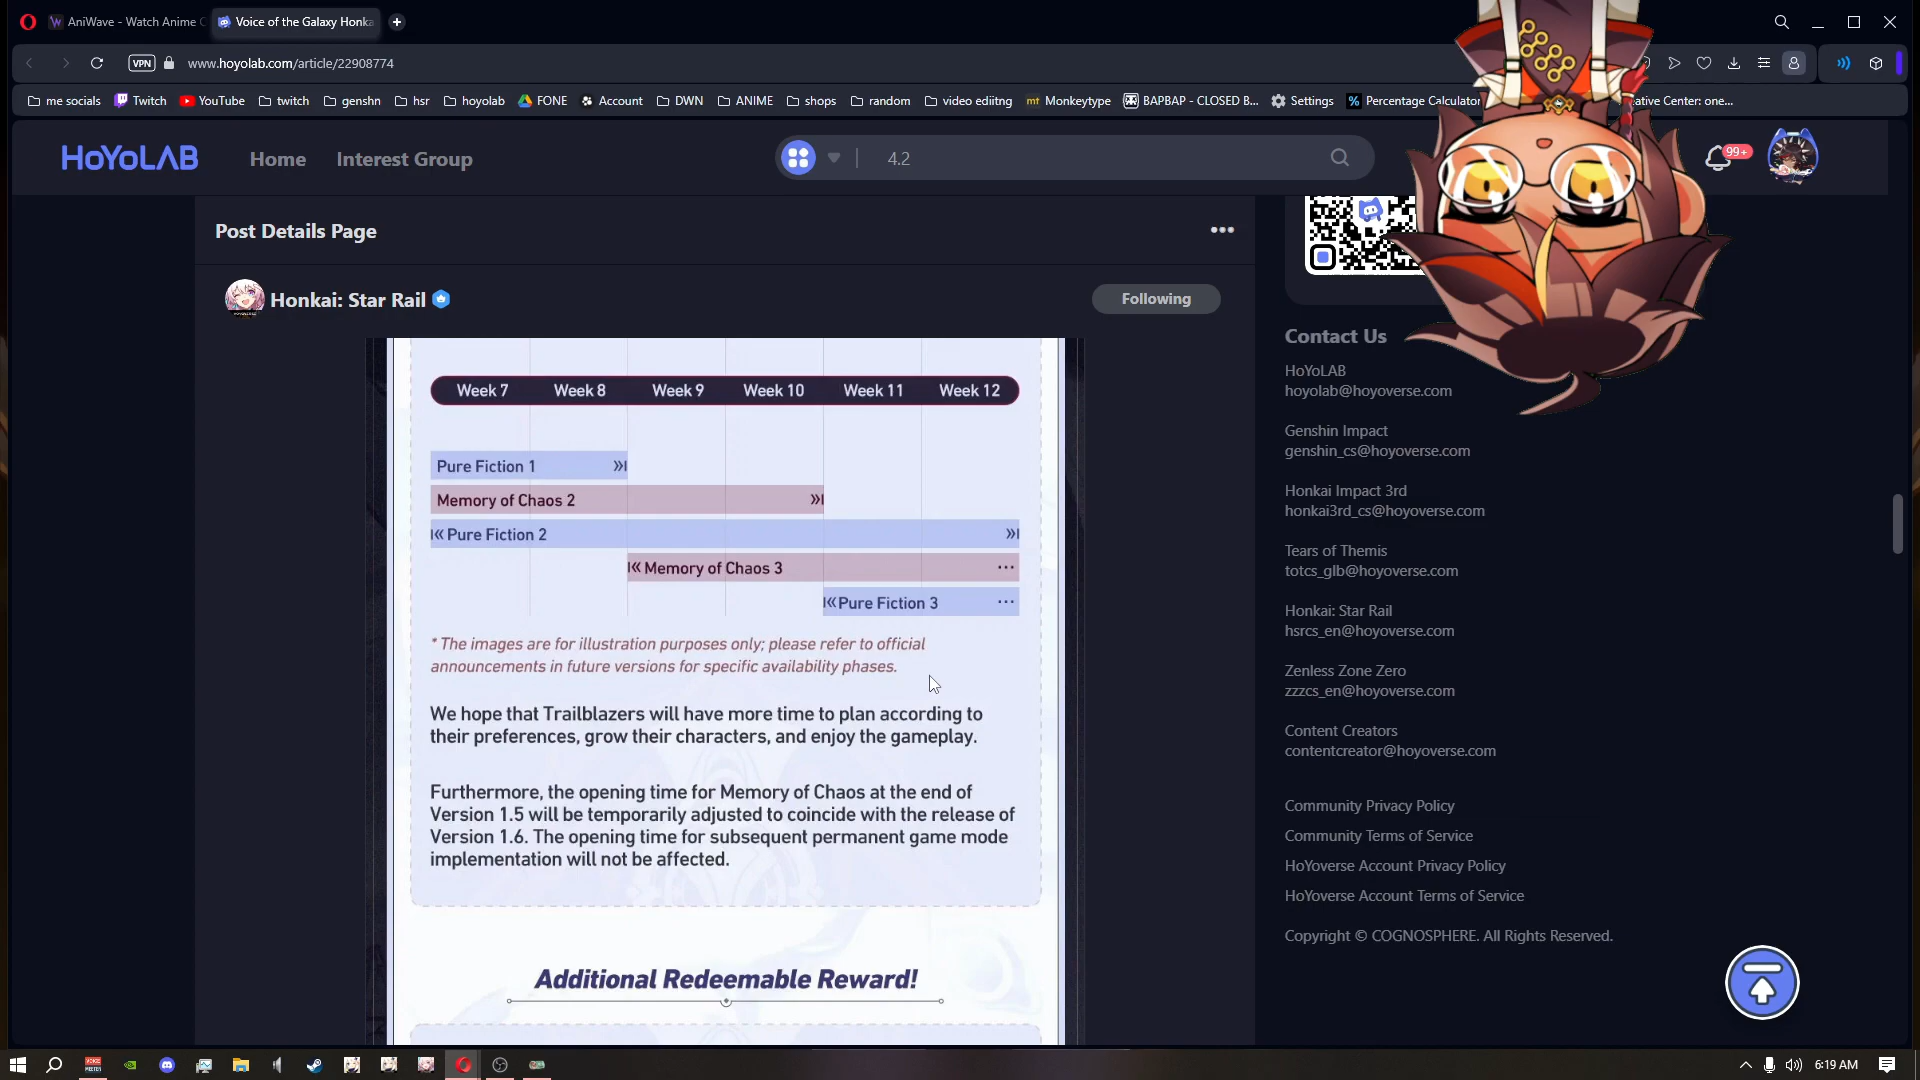 AniWave - Watch Anime
Voice of the Galaxy Honka
VPN
www.hoyolab.com/article/22908774
me socials
Twitch
YouTube
twitch
genshn
hsr
hoyolab
FONE
Account
DWN
ANIME
shops
random
video ediitng
mt Monkeytype
BAPBAP - CLOSED B...
Settings
% Percentage Calculator
ative Center: one...
HoYoLAB
Home
Interest Group
4.2
99+
Post Details Page
Honkai: Star Rail
Following
Week 7 Week 8 Week 9 Week 10 Week 11 Week 12
Pure Fiction 1
Memory of Chaos 2
Pure Fiction 2
Memory of Chaos 3 ...
Pure Fiction 3 ...
* The images are for illustration purposes only; please refer to official
announcements in future versions for specific availability phases.
We hope that Trailblazers will have more time to plan according to
their preferences, grow their characters, and enjoy the gameplay.
Furthermore, the opening time for Memory of Chaos at the end of
Version 1.5 will be temporarily adjusted to coincide with the release of
Version 1.6. The opening time for subsequent permanent game mode
implementation will not be affected.
Additional Redeemable Reward!
Contact Us
HoYoLAB
hoyolab@hoyoverse.com
Genshin Impact
genshin_cs@hoyoverse.com
Honkai Impact 3rd
honkai3rd_cs@hoyoverse.com
Tears of Themis
totcs_glb@hoyoverse.com
Honkai: Star Rail
hsrcs_en@hoyoverse.com
Zenless Zone Zero
zzzcs_en@hoyoverse.com
Content Creators
contentcreator@hoyoverse.com
Community Privacy Policy
Community Terms of Service
HoYoverse Account Privacy Policy
HoYoverse Account Terms of Service
Copyright © COGNOSPHERE. All Rights Reserved.
6:19 AM